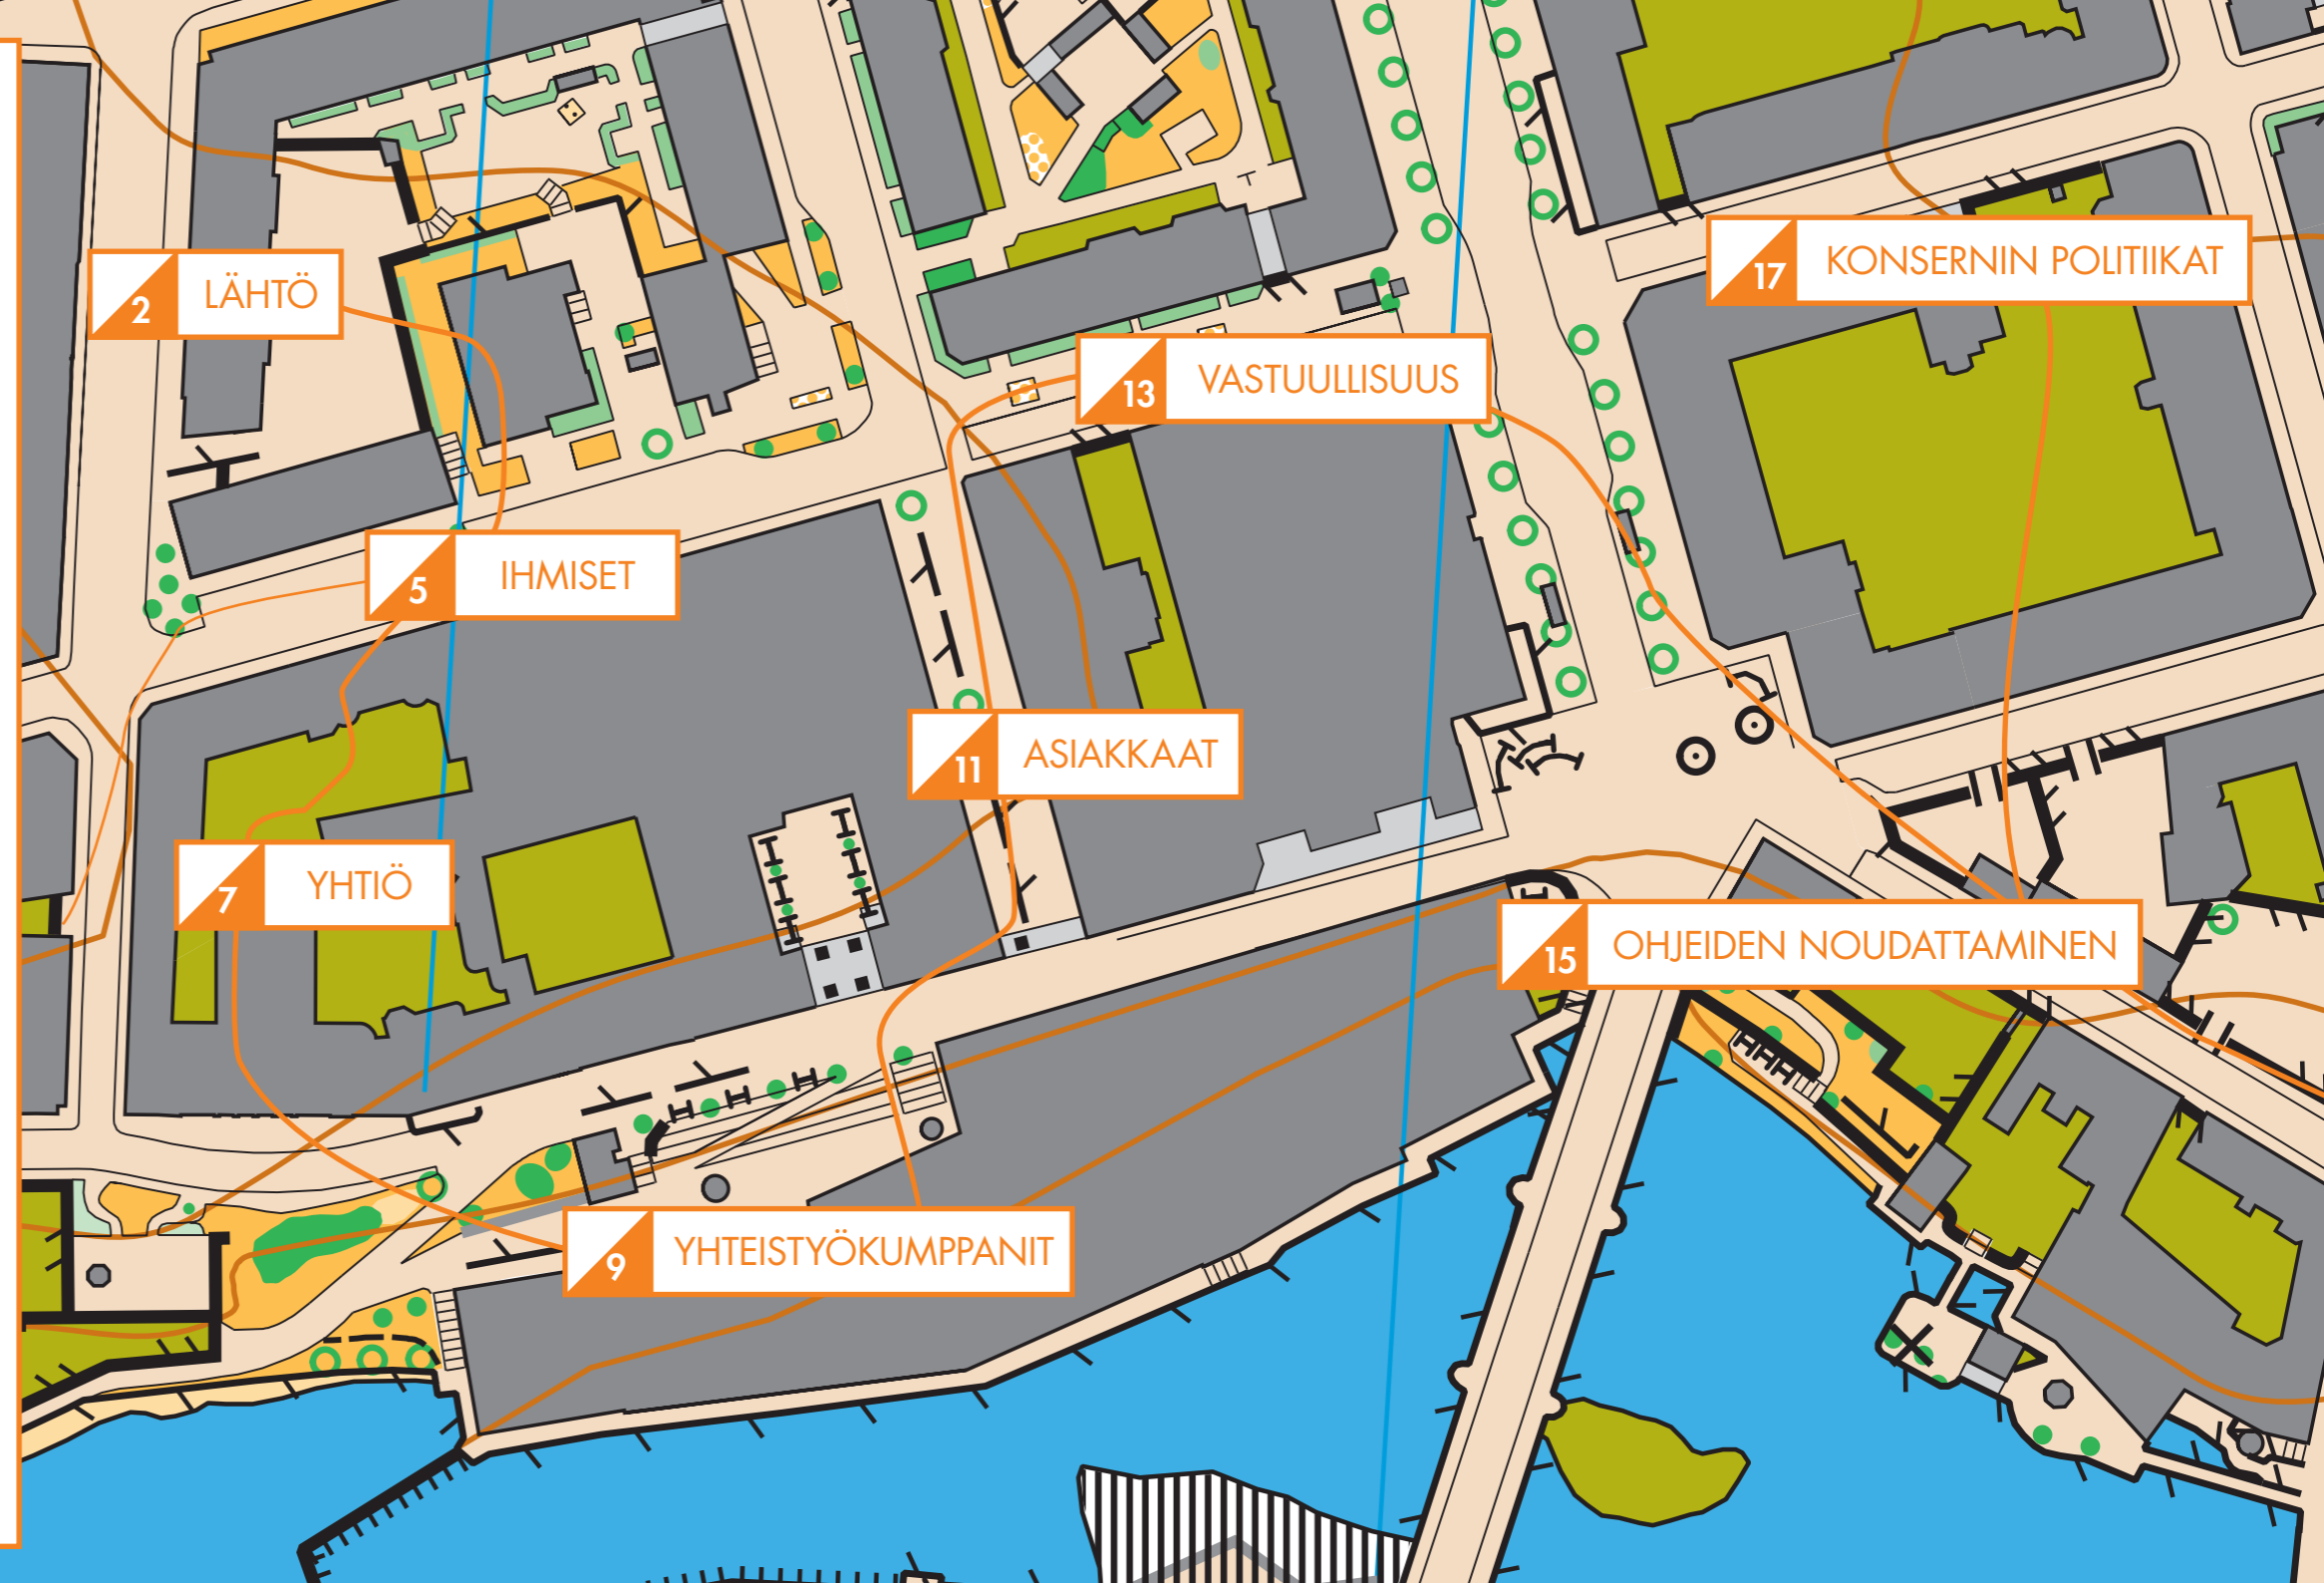 2 LÄHTÖ
5 IHMISET
7 YHTIÖ
9 YHTEISTYÖKUMPPANIT
11 ASIAKKAAT
13 VASTUULLISUUS
15 OHJEIDEN NOUDATTAMINEN
17 KONSERNIN POLITIIKAT